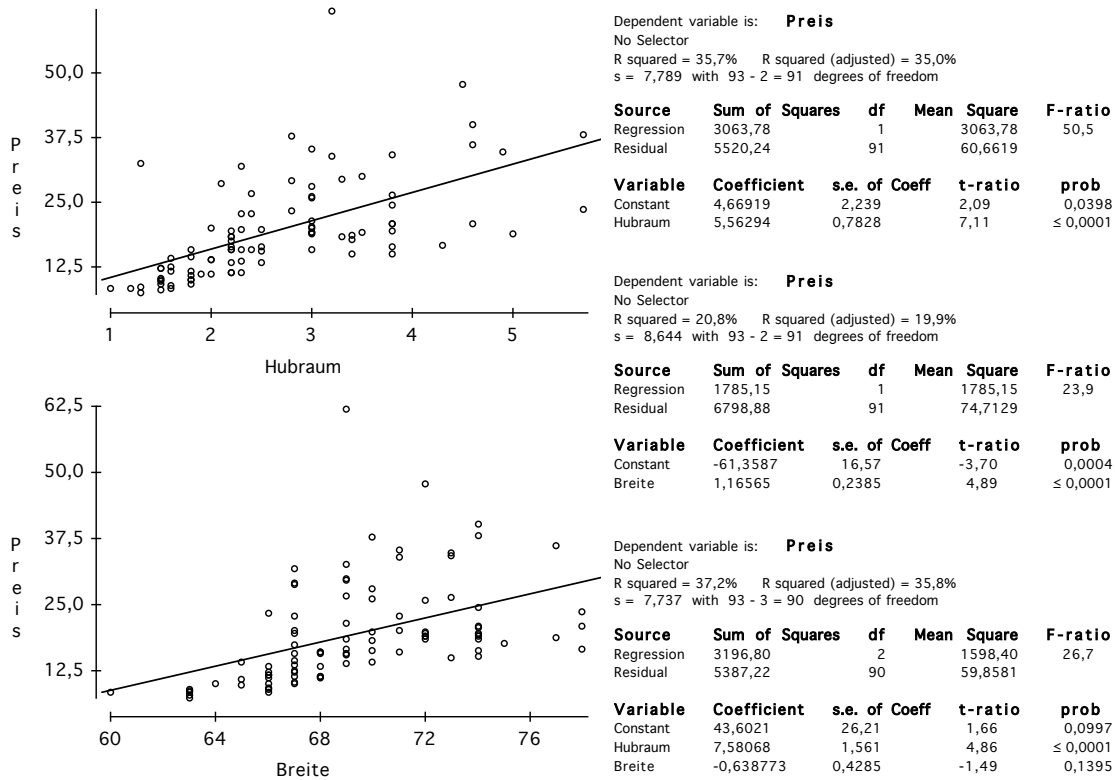 50,0
37,5
25,0
12,5
Preis
1 2 3 4 5
Hubraum
62,5
50,0
37,5
25,0
12,5
Preis
60 64 68 72 76
Breite
Dependent variable is: Preis
No Selector
R squared = 35,7% R squared (adjusted) = 35,0%
s = 7,789 with 93 - 2 = 91 degrees of freedom
Source Sum of Squares df Mean Square F-ratio
Regression 3063,78 1 3063,78 50,5
Residual 5520,24 91 60,6619
Variable Coefficient s.e. of Coeff t-ratio prob
Constant 4,66919 2,239 2,09 0,0398
Hubraum 5,56294 0,7828 7,11 ≤ 0,0001
Dependent variable is: Preis
No Selector
R squared = 20,8% R squared (adjusted) = 19,9%
s = 8,644 with 93 - 2 = 91 degrees of freedom
Source Sum of Squares df Mean Square F-ratio
Regression 1785,15 1 1785,15 23,9
Residual 6798,88 91 74,7129
Variable Coefficient s.e. of Coeff t-ratio prob
Constant -61,3587 16,57 -3,70 0,0004
Breite 1,16565 0,2385 4,89 ≤ 0,0001
Dependent variable is: Preis
No Selector
R squared = 37,2% R squared (adjusted) = 35,8%
s = 7,737 with 93 - 3 = 90 degrees of freedom
Source Sum of Squares df Mean Square F-ratio
Regression 3196,80 2 1598,40 26,7
Residual 5387,22 90 59,8581
Variable Coefficient s.e. of Coeff t-ratio prob
Constant 43,6021 26,21 1,66 0,0997
Hubraum 7,58068 1,561 4,86 ≤ 0,0001
Breite -0,638773 0,4285 -1,49 0,1395